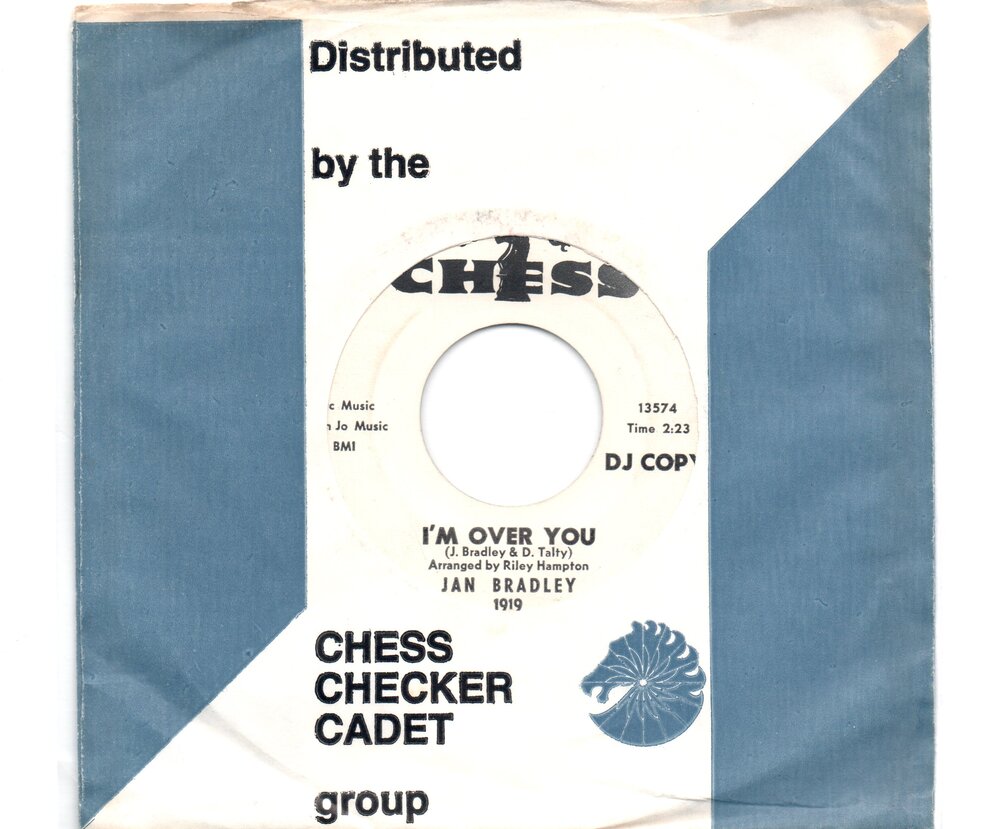 Distributed
by the
CHESS
c Music
Jo Music
BMI
13574
Time 2:23
DJ COPY
I'M OVER YOU
(J. Bradley & D. Talty)
Arranged by Riley Hampton
JAN BRADLEY
1919
CHESS
CHECKER
CADET
group